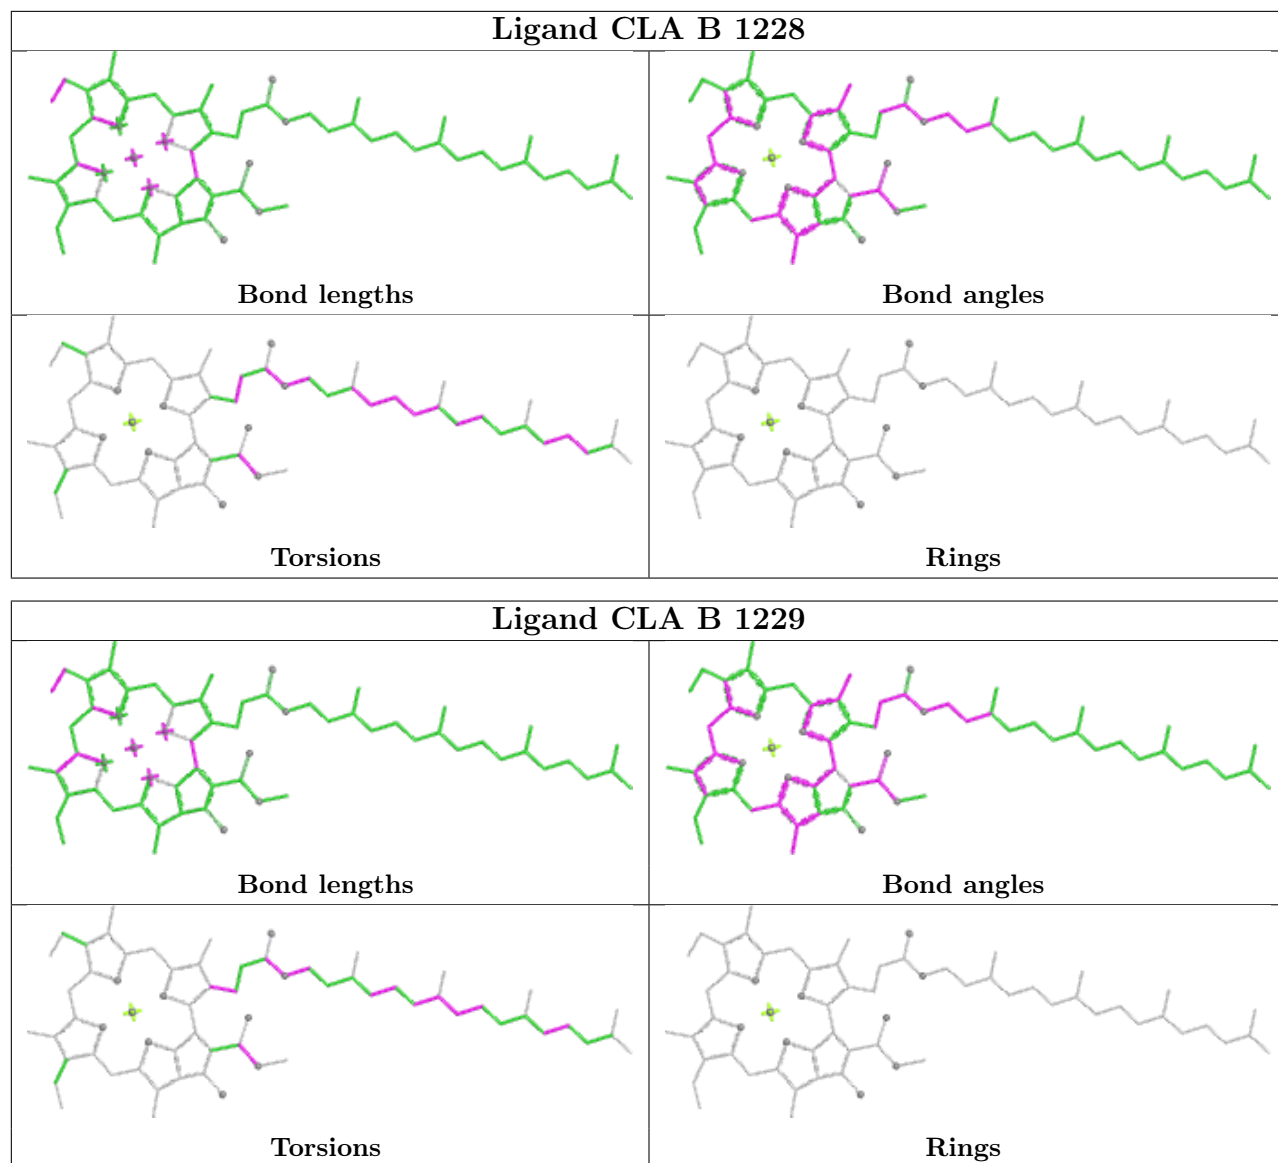 Ligand CLA B 1228
Bond lengths
Bond angles
Torsions
Rings
Ligand CLA B 1229
Bond lengths
Bond angles
Torsions
Rings